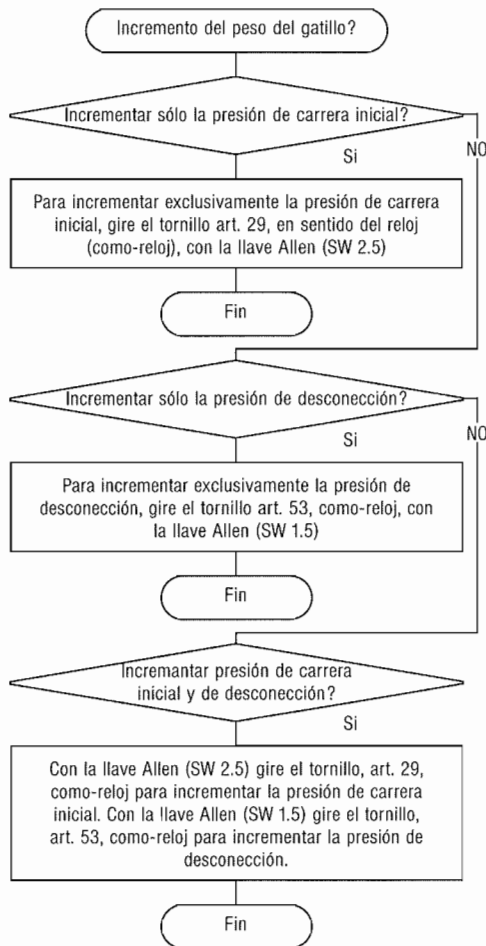 Incremento del peso del gatillo?
Incrementar sólo la presión de carrera inicial?
Si
NO
Para incrementar exclusivamente la presión de carrera
inicial, gire el tornillo art. 29, en sentido del reloj
(como-reloj), con la llave Allen (SW 2.5)
Fin
Incrementar sólo la presión de desconección?
Si
NO
Para incrementar exclusivamente la presión de
desconección, gire el tornillo art. 53, como-reloj, con
la llave Allen (SW 1.5)
Fin
Incremantar presión de carrera
inicial y de desconección?
Si
Con la llave Allen (SW 2.5) gire el tornillo, art. 29,
como-reloj para incrementar la presión de carrera
inicial. Con la llave Allen (SW 1.5) gire el tornillo,
art. 53, como-reloj para incrementar la presión de
desconección.
Fin